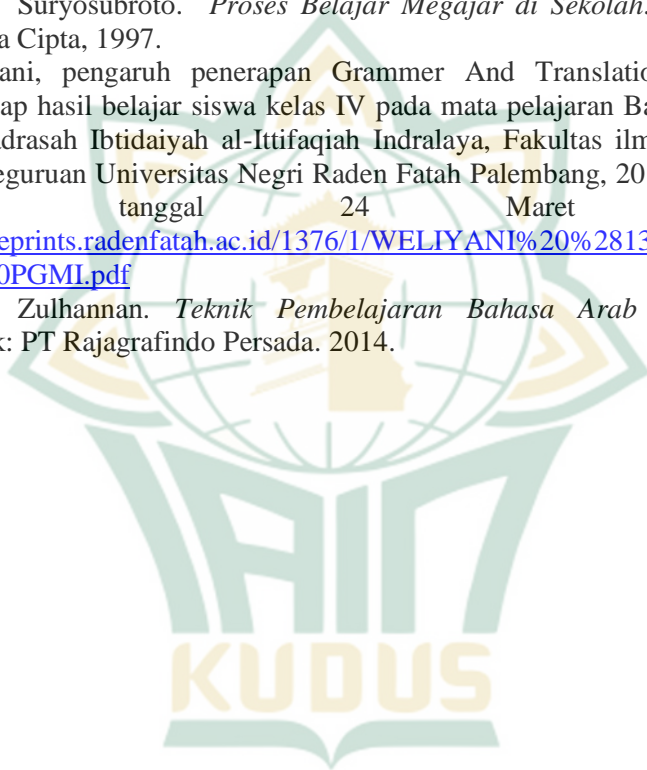 Suryosubroto. Proses Belajar Megajar di Sekolah.
a Cipta, 1997.
ani, pengaruh penerapan Grammer And Translatio
ap hasil belajar siswa kelas IV pada mata pelajaran Ba
adrasah Ibtidaiyah al-Ittifaqiah Indralaya, Fakultas ilm
eguruan Universitas Negri Raden Fatah Palembang, 20
tanggal 24 Maret
eprints.radenfatah.ac.id/1376/1/WELIYANI%20%2813
0PGMI.pdf
Zulhannan. Teknik Pembelajaran Bahasa Arab
k: PT Rajagrafindo Persada. 2014.
IAIN
KUDUS